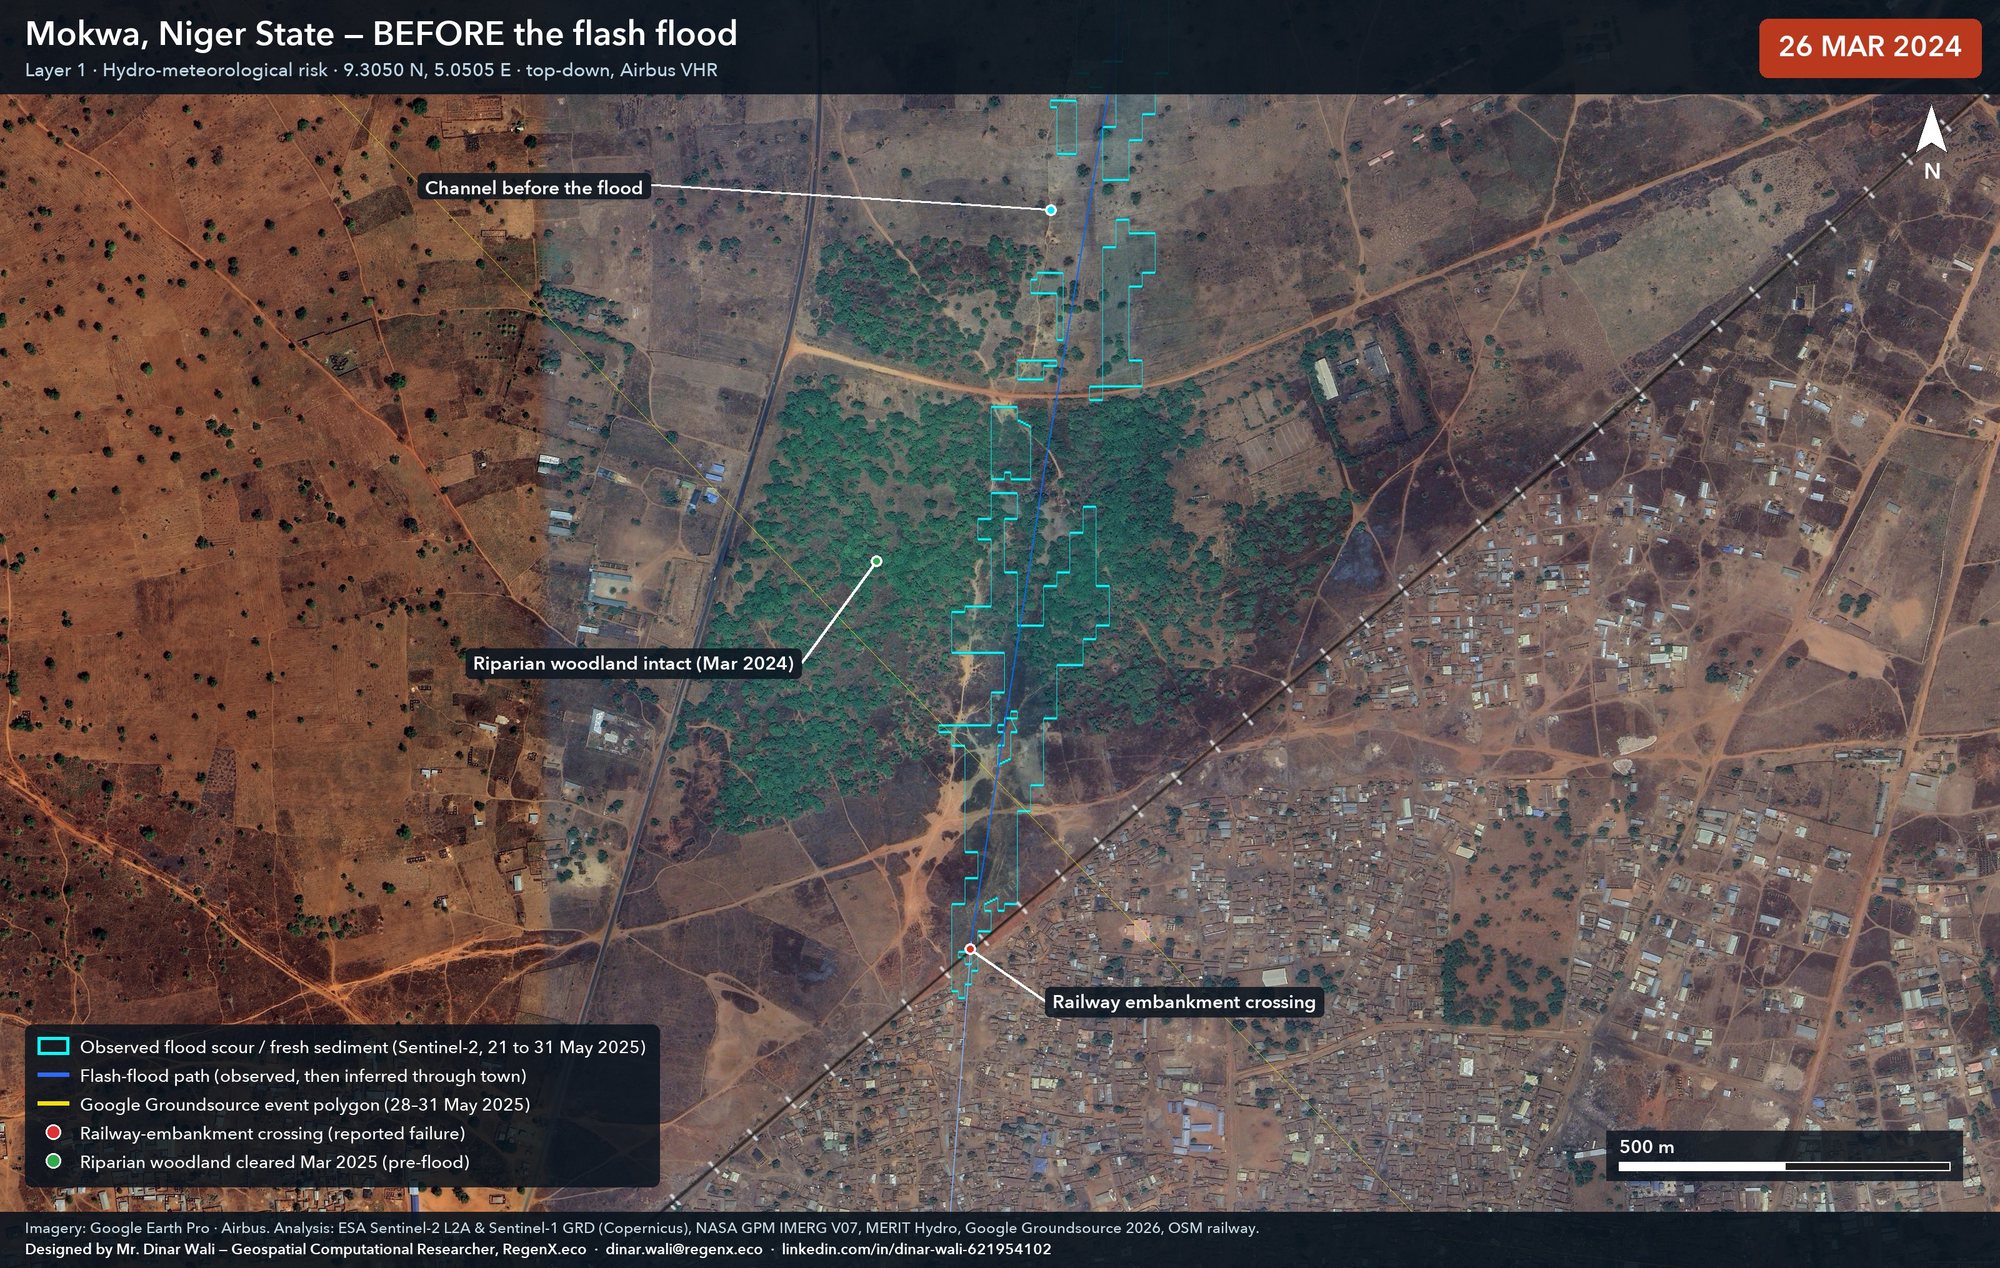 Mokwa, Niger State – BEFORE the flash flood
Layer 1 · Hydro-meteorological risk · 9.3050 N, 5.0505 E · top-down, Airbus VHR
26 MAR 2024
N
Channel before the flood
Riparian woodland intact (Mar 2024)
Railway embankment crossing
Observed flood scour / fresh sediment (Sentinel-2, 21 to 31 May 2025)
Flash-flood path (observed, then inferred through town)
Google Groundsource event polygon (28–31 May 2025)
Railway-embankment crossing (reported failure)
Riparian woodland cleared Mar 2025 (pre-flood)
500 m
Imagery: Google Earth Pro · Airbus. Analysis: ESA Sentinel-2 L2A & Sentinel-1 GRD (Copernicus), NASA GPM IMERG V07, MERIT Hydro, Google Groundsource 2026, OSM railway.
Designed by Mr. Dinar Wali – Geospatial Computational Researcher, RegenX.eco · dinar.wali@regenx.eco · linkedin.com/in/dinar-wali-621954102